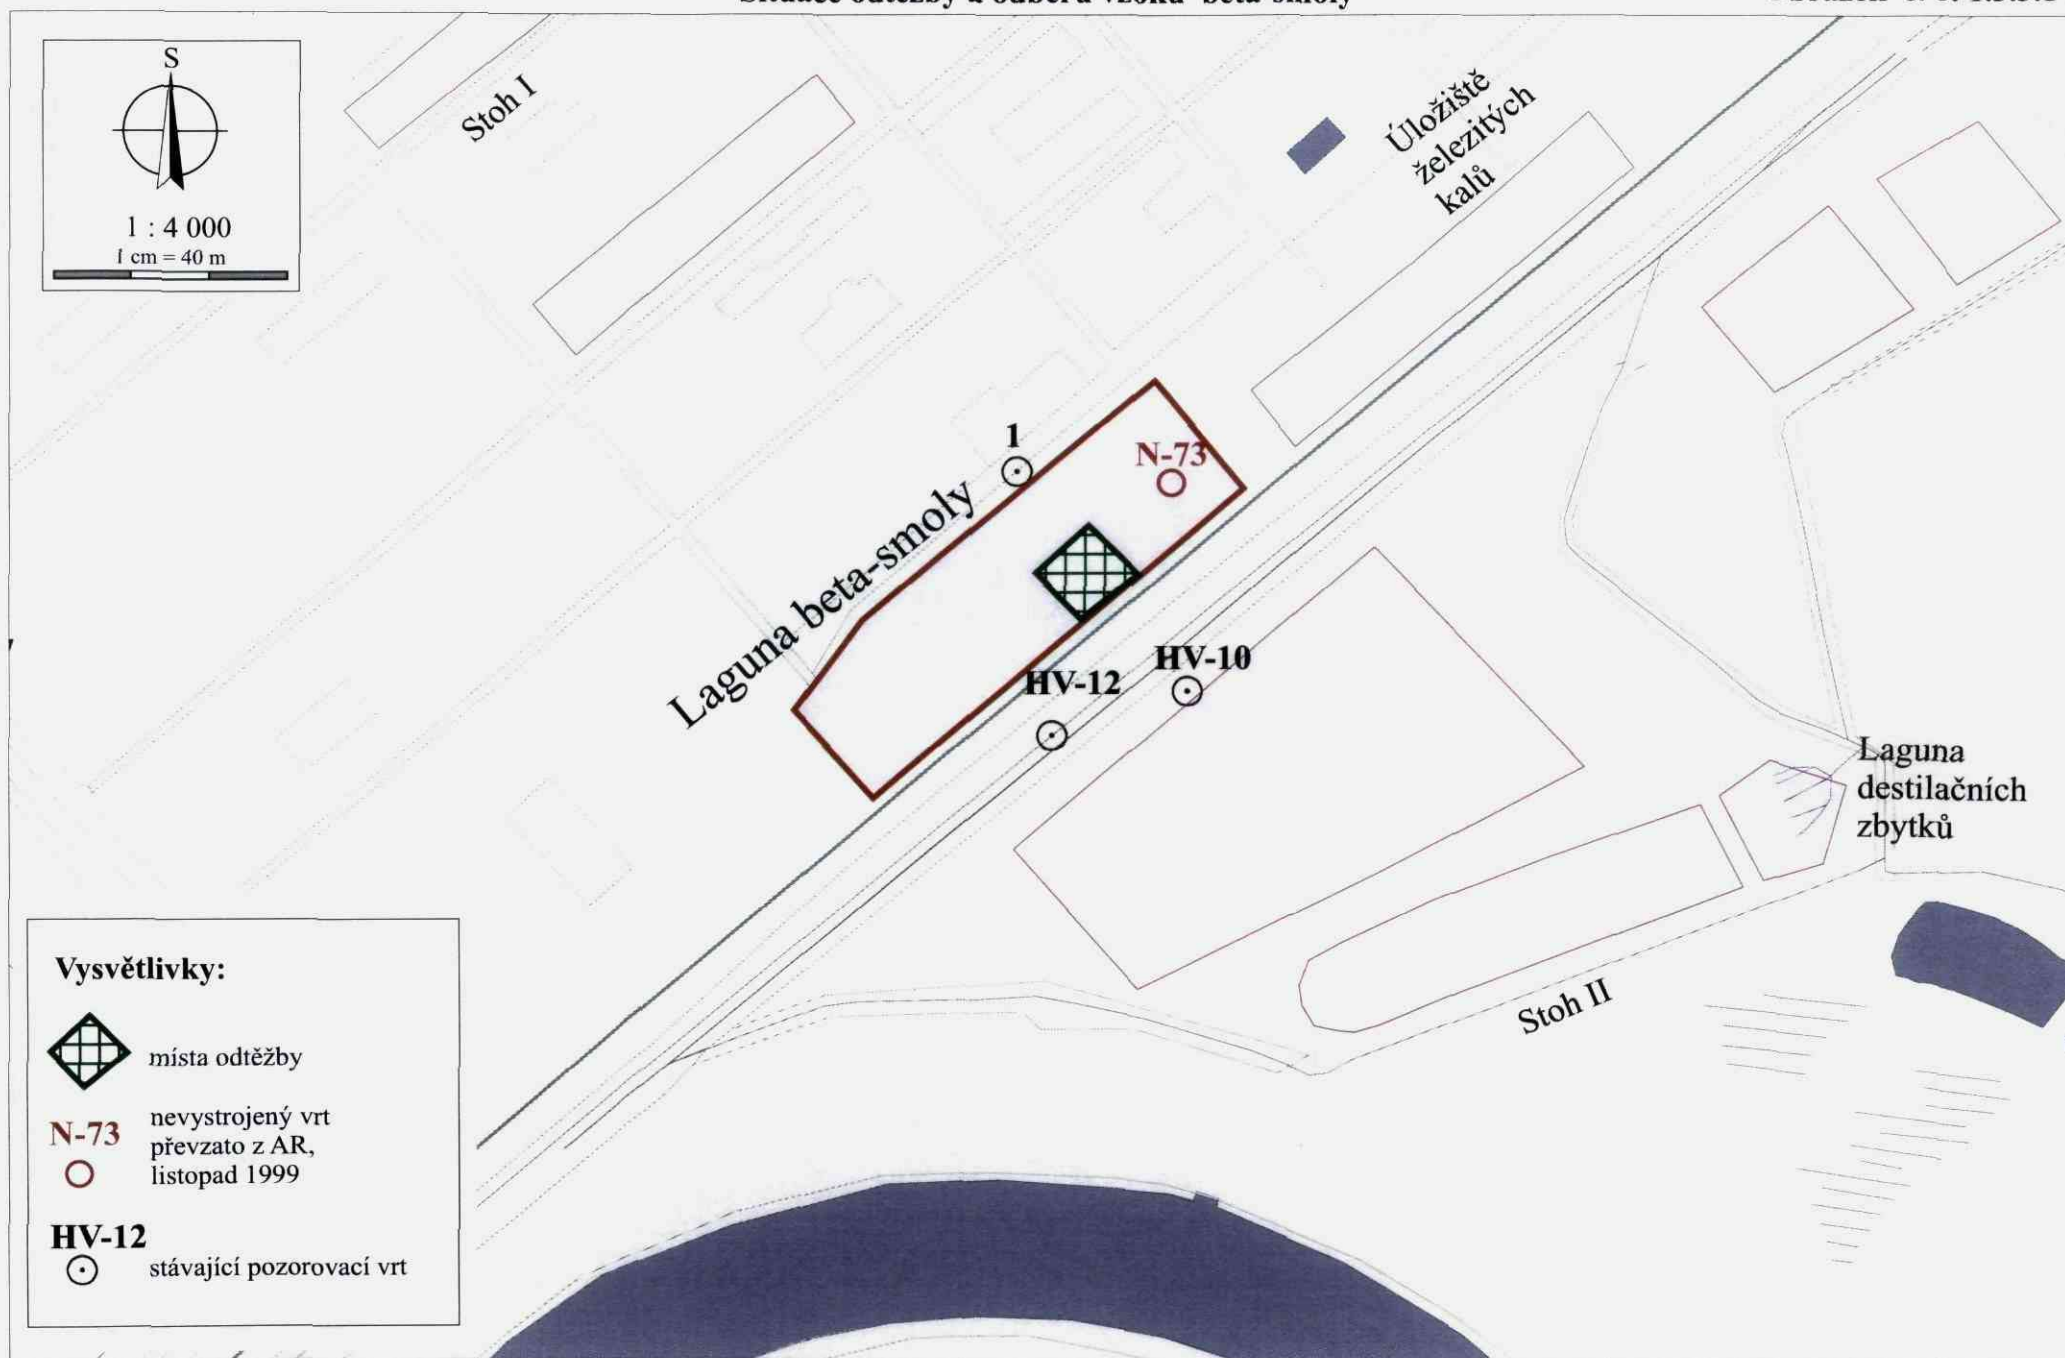 S
1 : 4 000
1 cm = 40 m
Stoh I
Úložiště
železitých
kalů
1
N-73
Laguna beta-smoly
HV-10
HV-12
Laguna
destilačních
zbytků
Stoh II
Vysvětlivky:
místa odtěžby
N-73
nevystrojený vrt
převzato z AR,
listopad 1999
HV-12
stávající pozorovací vrt